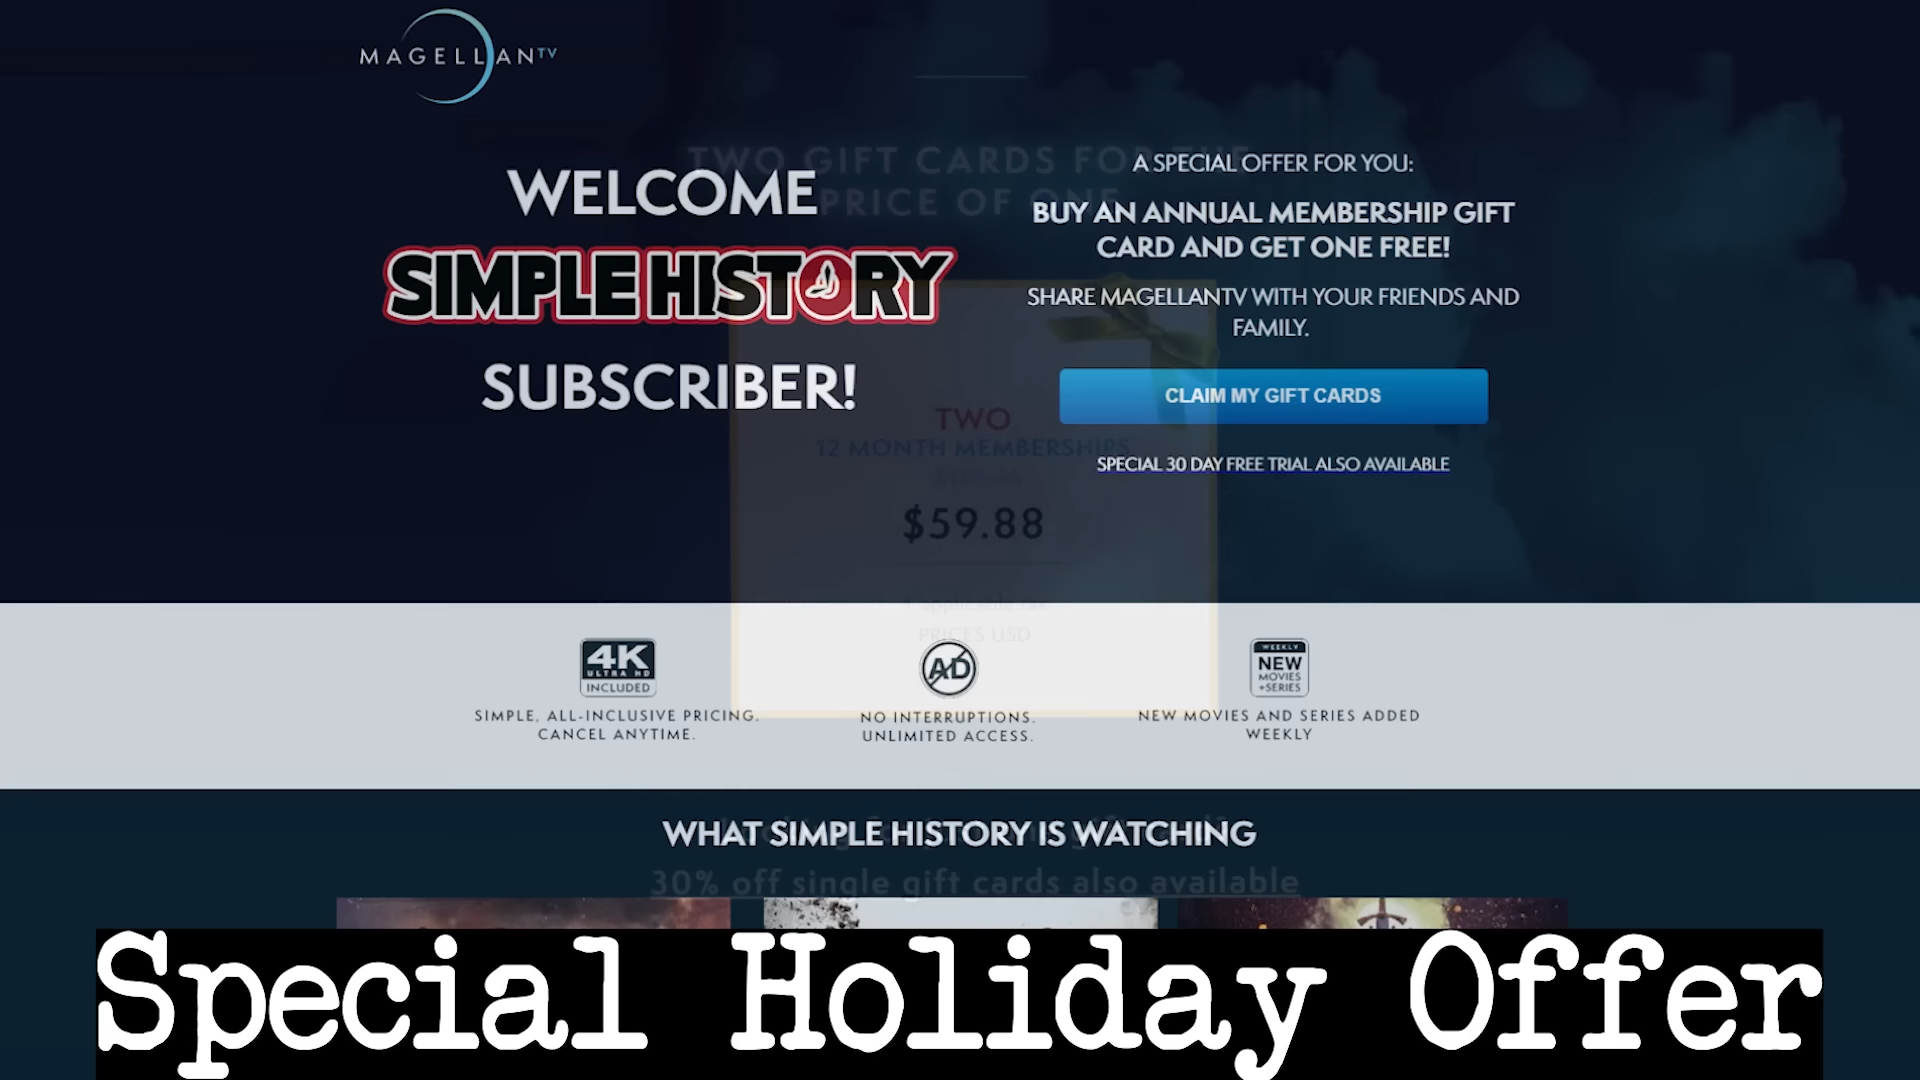 MAGELLANTV
TWO GIFT CARDS FOR THE
PRICE OF ONE
WELCOME
SIMPLE HISTORY
SUBSCRIBER!
A SPECIAL OFFER FOR YOU:
BUY AN ANNUAL MEMBERSHIP GIFT
CARD AND GET ONE FREE!
SHARE MAGELLANTV WITH YOUR FRIENDS AND
FAMILY.
CLAIM MY GIFT CARDS
SPECIAL 30 DAY FREE TRIAL ALSO AVAILABLE
TWO
12 MONTH MEMBERSHIPS
$59.88
applicable tax
PRICES USD
4K
ULTRA HD
INCLUDED
SIMPLE, ALL-INCLUSIVE PRICING.
CANCEL ANYTIME.
AD
NO INTERRUPTIONS.
UNLIMITED ACCESS.
WEEKLY
NEW
MOVIES
+SERIES
NEW MOVIES AND SERIES ADDED
WEEKLY
WHAT SIMPLE HISTORY IS WATCHING
30% off single gift cards also available
Special Holiday Offer